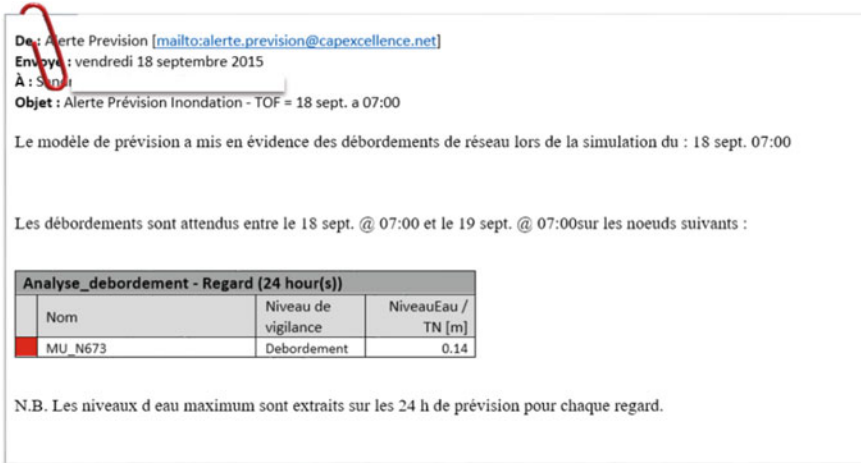 De : Alerte Prevision [mailto:alerte.prevision@capexcellence.net]
Envoyé : vendredi 18 septembre 2015
À :
Objet : Alerte Prévision Inondation - TOF = 18 sept. a 07:00
Le modèle de prévision a mis en évidence des débordements de réseau lors de la simulation du : 18 sept. 07:00
Les débordements sont attendus entre le 18 sept. @ 07:00 et le 19 sept. @ 07:00sur les noeuds suivants :
Analyse_debordement - Regard (24 hour(s))
Nom
Niveau de
vigilance
NiveauEau /
TN [m]
MU_N673 Debordement 0.14
N.B. Les niveaux d eau maximum sont extraits sur les 24 h de prévision pour chaque regard.